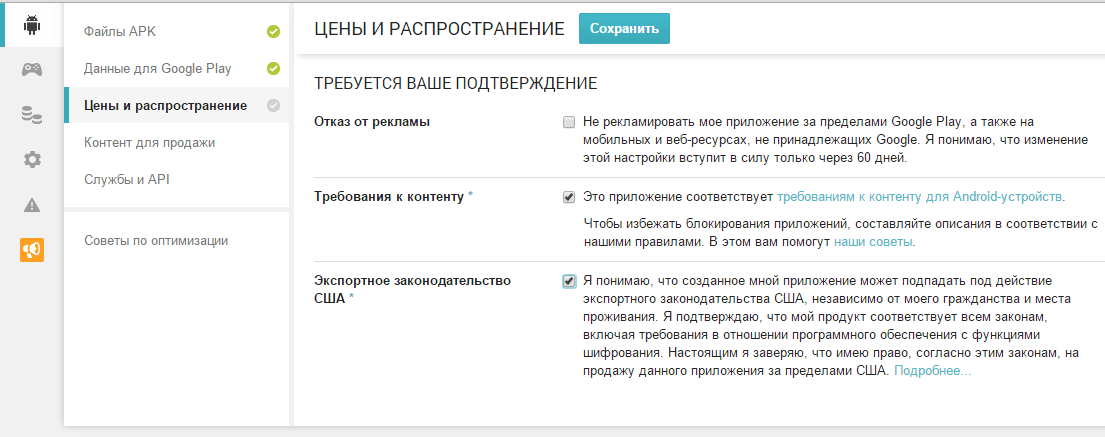 Файлы APK
Данные для Google Play
Цены и распространение
Контент для продажи
Службы и API
Советы по оптимизации
ЦЕНЫ И РАСПРОСТРАНЕНИЕ
Сохранить
ТРЕБУЕТСЯ ВАШЕ ПОДТВЕРЖДЕНИЕ
Отказ от рекламы
Не рекламировать мое приложение за пределами Google Play, а также на
мобильных и веб-ресурсах, не принадлежащих Google. Я понимаю, что изменение
этой настройки вступит в силу только через 60 дней.
Требования к контенту *
Это приложение соответствует требованиям к контенту для Android-устройств.
Чтобы избежать блокирования приложений, составляйте описания в соответствии с
нашими правилами. В этом вам помогут наши советы.
Экспортное законодательство
США *
Я понимаю, что созданное мной приложение может подпадать под действие
экспортного законодательства США, независимо от моего гражданства и места
проживания. Я подтверждаю, что мой продукт соответствует всем законам,
включая требования в отношении программного обеспечения с функциями
шифрования. Настоящим я заверяю, что имею право, согласно этим законам, на
продажу данного приложения за пределами США. Подробнее...